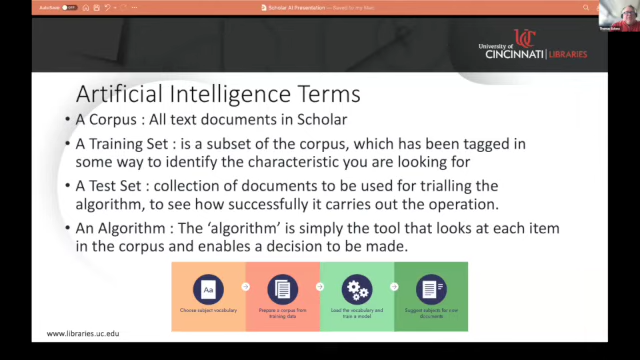 AutoSave OFF
Scholar AI Presentation — Saved to my Mac
University of
CINCINNATI LIBRARIES
Artificial Intelligence Terms
• A Corpus : All text documents in Scholar
• A Training Set : is a subset of the corpus, which has been tagged in
some way to identify the characteristic you are looking for
• A Test Set : collection of documents to be used for trialling the
algorithm, to see how successfully it carries out the operation.
• An Algorithm : The ‘algorithm’ is simply the tool that looks at each item
in the corpus and enables a decision to be made.
Aa
Choose subject vocabulary
Prepare a corpus from
training data
Load the vocabulary and
train a model
Suggest subjects for new
documents
www.libraries.uc.edu